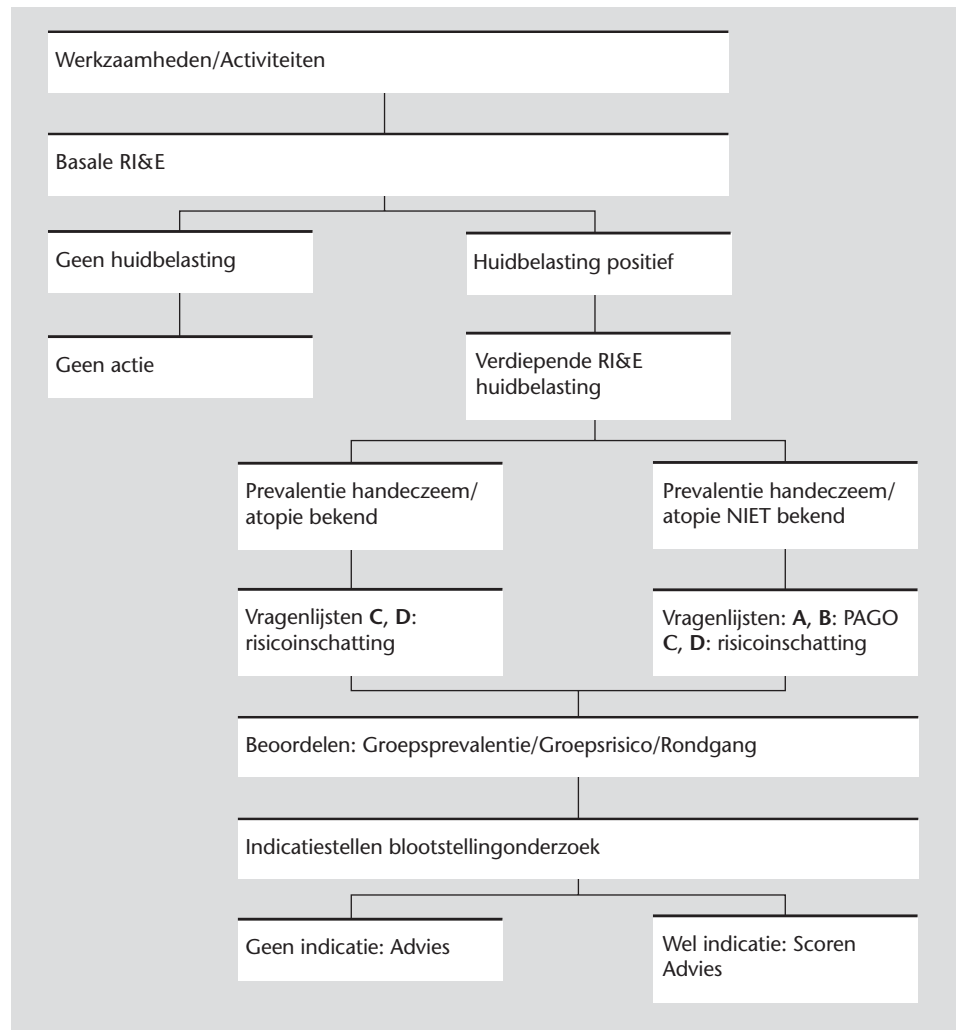 Werkzaamheden/Activiteiten
Basale RI&E
Geen huidbelasting
Huidbelasting positief
Geen actie
Verdiepende RI&E
huidbelasting
Prevalentie handeczeem/
atopie bekend
Prevalentie handeczeem/
atopie NIET bekend
Vragenlijsten C, D:
risicoinschatting
Vragenlijsten: A, B: PAGO
C, D: risicoinschatting
Beoordelen: Groepsprevalentie/Groepsrisico/Rondgang
Indicatiestellen blootstellingonderzoek
Geen indicatie: Advies
Wel indicatie: Scoren
Advies